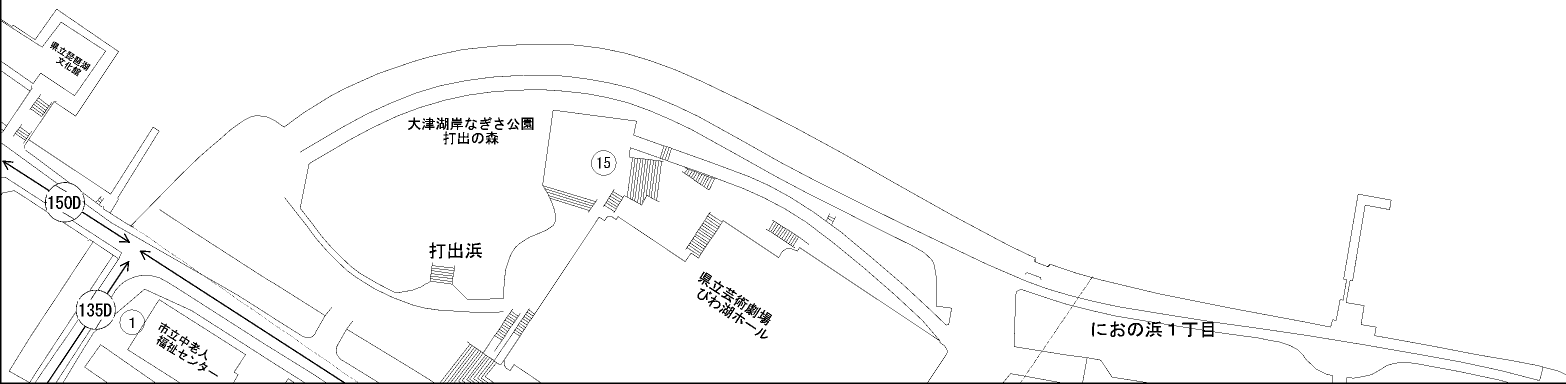 県立琵琶湖
文化館
大津湖岸なぎさ公園
打出の森
15
150D
打出浜
県立芸術劇場
びわ湖ホール
135D
1
市立中老人
福祉センター
におの浜1丁目